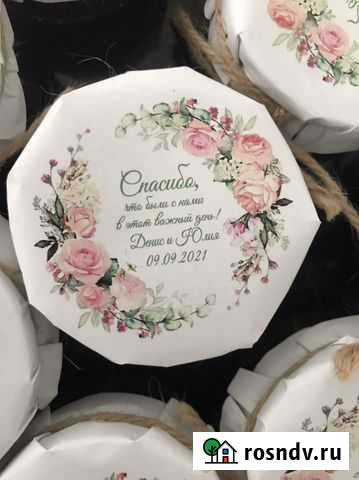 Спасибо,
что были с нами
в этот важный день!
Денис и Юлия
09.09.2021
rosndv.ru